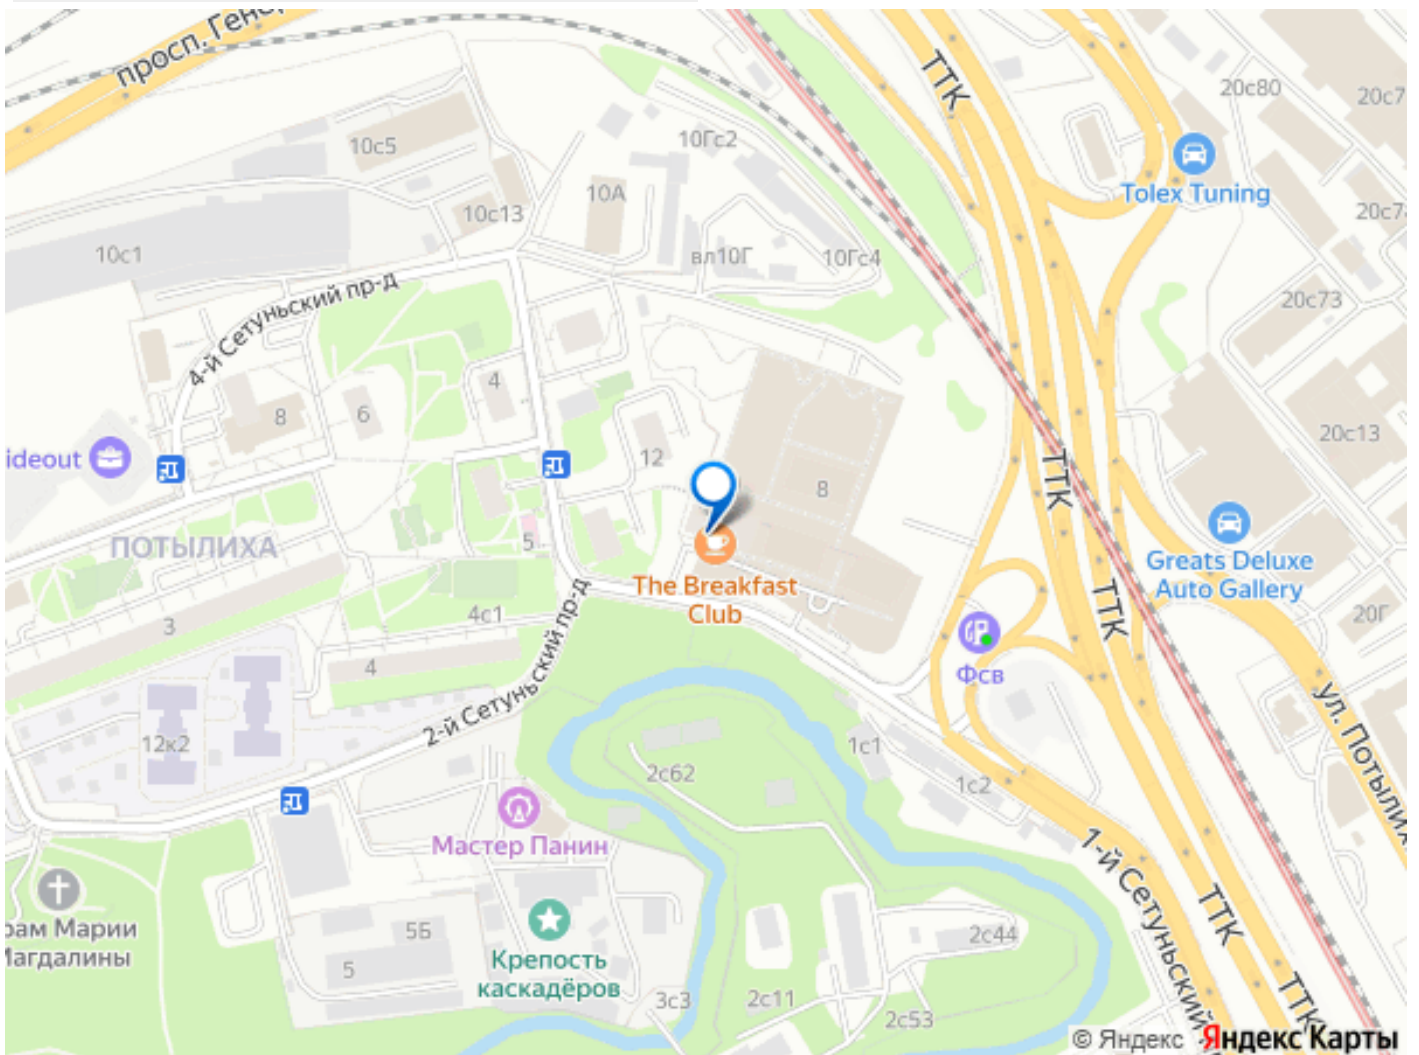 просп. Гене
ТТК
20с80
20с7
10с5
10Гс2
Tolex Tuning
10А
10с13
20с7
10с1
вл10Г
10Гс4
4-й Сетуньский пр-д
20с73
4
6
8
20с13
ideout
12
ТТК
8
ПОТЫЛИХА
5
Greats Deluxe
Auto Gallery
The Breakfast
Club
ТТК
20Г
4с1
3
4
Фсв
2-й Сетуньский пр-д
ул. Потылиха
12к2
1с1
2с62
1с2
Мастер Панин
1-й Сетуньский
рам Марии
Магдалины
5Б
ТТК
2с44
Крепость
каскадёров
5
3с3
2с11
2с53
ТТК
© Яндекс Яндекс Карты